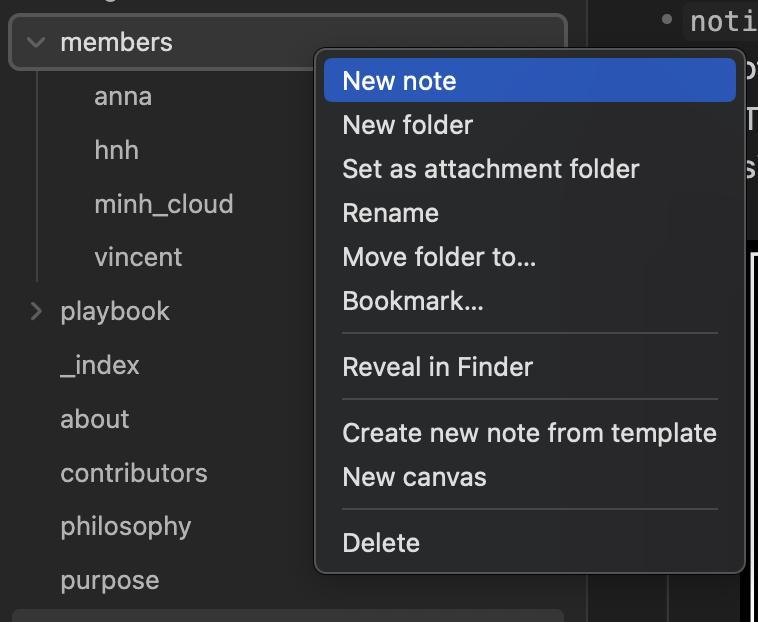 members
anna
hnh
minh_cloud
vincent
playbook
_index
about
contributors
philosophy
purpose
New note
New folder
Set as attachment folder
Rename
Move folder to...
Bookmark...
Reveal in Finder
Create new note from template
New canvas
Delete
noti